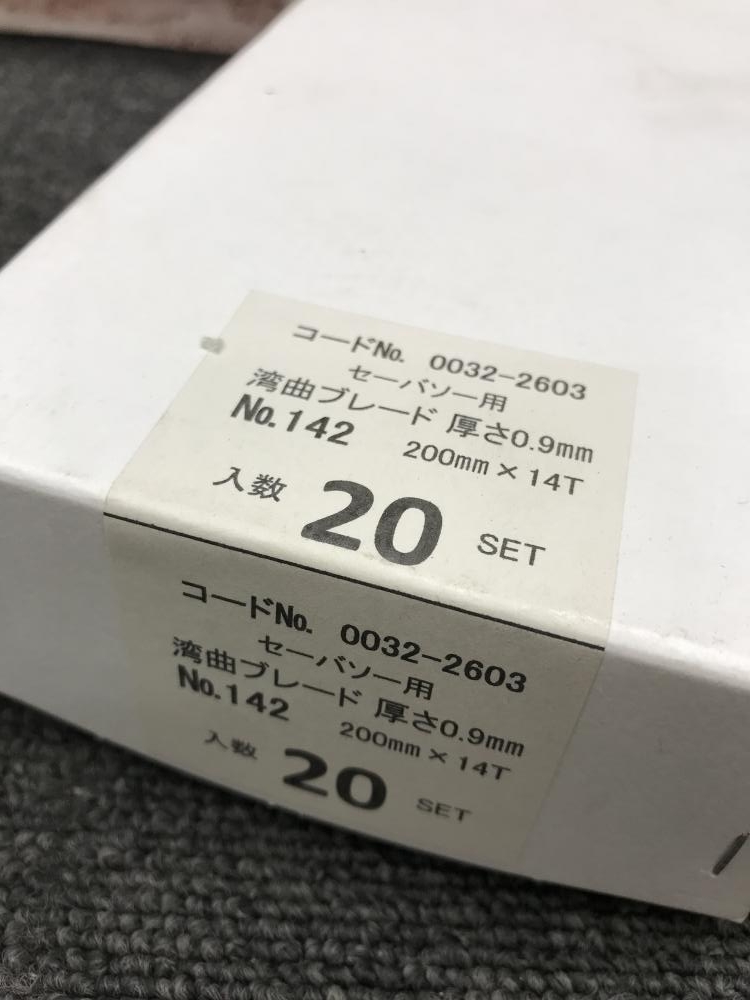 コードNo. 0032-2603
セーバソー用
湾曲ブレード 厚さ0.9mm
No.142 200mm×14T
入数 20 SET
コードNo. 0032-2603
セーバソー用
湾曲ブレード 厚さ0.9mm
No.142 200mm×14T
入数 20 SET